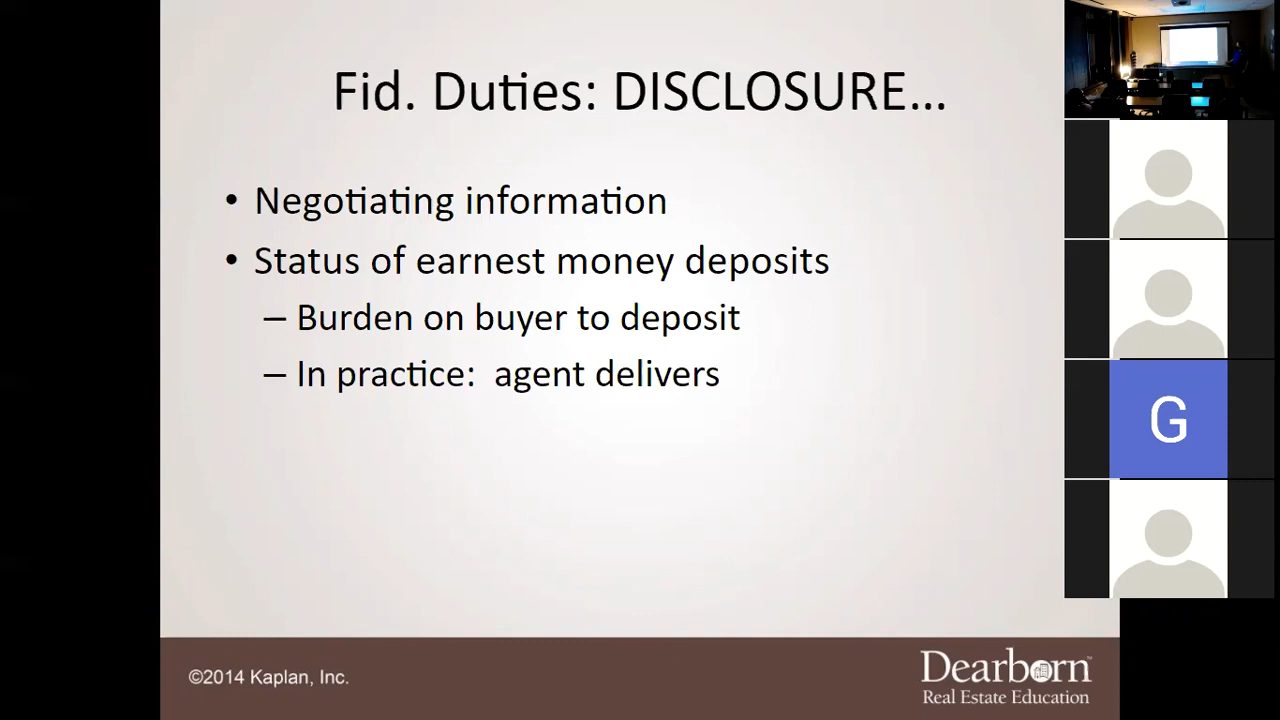 Fid. Duties: DISCLOSURE...
• Negotiating information
• Status of earnest money deposits
– Burden on buyer to deposit
– In practice: agent delivers
G
©2014 Kaplan, Inc.
Dearborn™
Real Estate Education